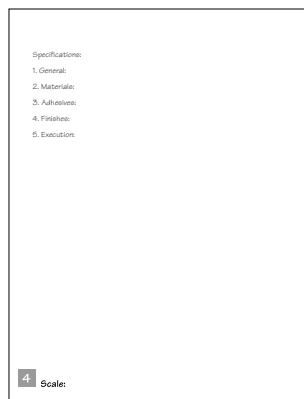 Specifications:
1. General:
2. Materials:
3. Adhesives:
4. Finishes:
5. Execution:
4
Scale: